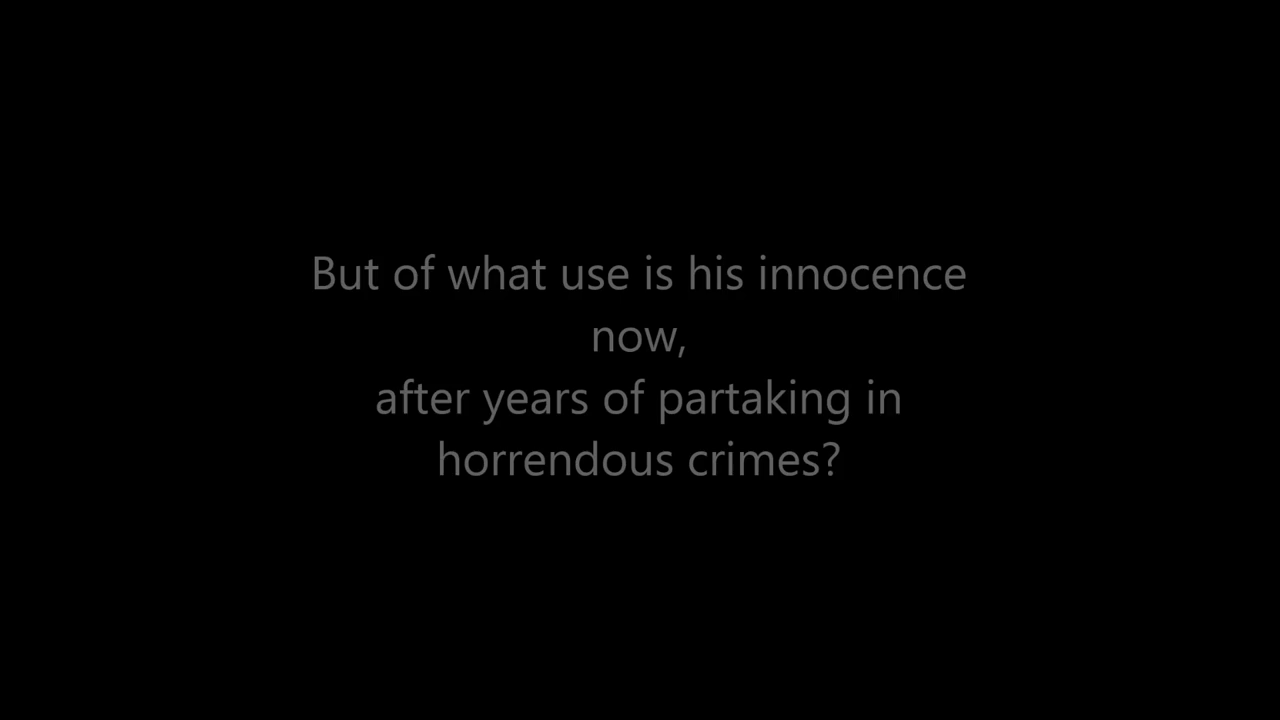 But of what use is his innocence
now,
after years of partaking in
horrendous crimes?